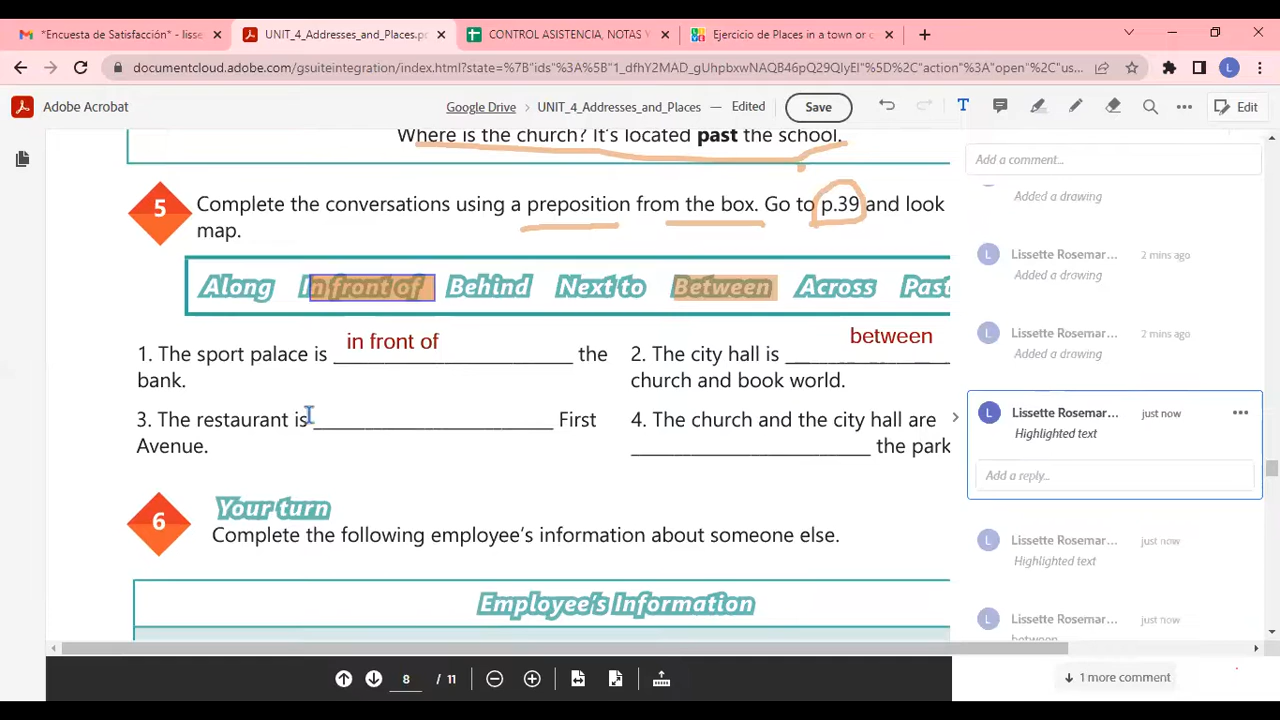 *Encuesta de Satisfacción* - lisse
UNIT_4_Addresses_and_Places.pd
CONTROL ASISTENCIA, NOTAS Y
Ejercicio de Places in a town or c
documentcloud.adobe.com/gsuiteintegration/index.html?state=%7B"ids"%3A%5B"1_dfhY2MAD_gUhpbxwNAQB46pQ29QIyEI"%5D%2C"action"%3A"open"%2C"us...
L
Adobe Acrobat
Google Drive
UNIT_4_Addresses_and_Places
Edited
Save
Edit
Where is the church? It's located past the school.
5
Complete the conversations using a preposition from the box. Go to p.39 and look
map.
Along In front of Behind Next to Between Across Past
in front of
between
1. The sport palace is ________________ the
bank.
2. The city hall is ____________
church and book world.
3. The restaurant is ________________ First
Avenue.
4. The church and the city hall are
________________ the park
6
Your turn
Complete the following employee's information about someone else.
Employee's Information
Add a comment...
Added a drawing
L
Lissette Rosemar...
2 mins ago
Added a drawing
L
Lissette Rosemar...
2 mins ago
Added a drawing
L
Lissette Rosemar...
just now
Highlighted text
Add a reply...
L
Lissette Rosemar...
just now
Highlighted text
L
Lissette Rosemar...
just now
between
8 / 11
1 more comment